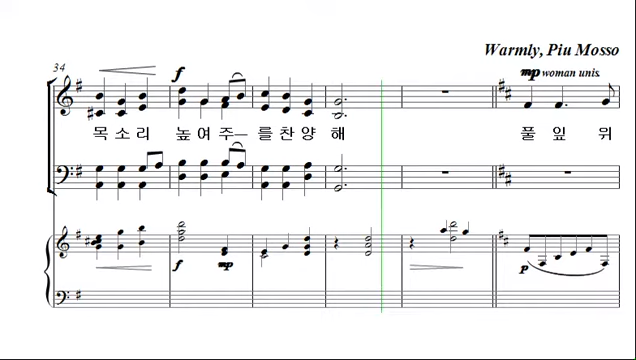 Warmly, Piu Mosso
34
f
mp woman unis.
목 소 리 높 여 주 — 를 찬 양 해 풀 잎 위
f mp p